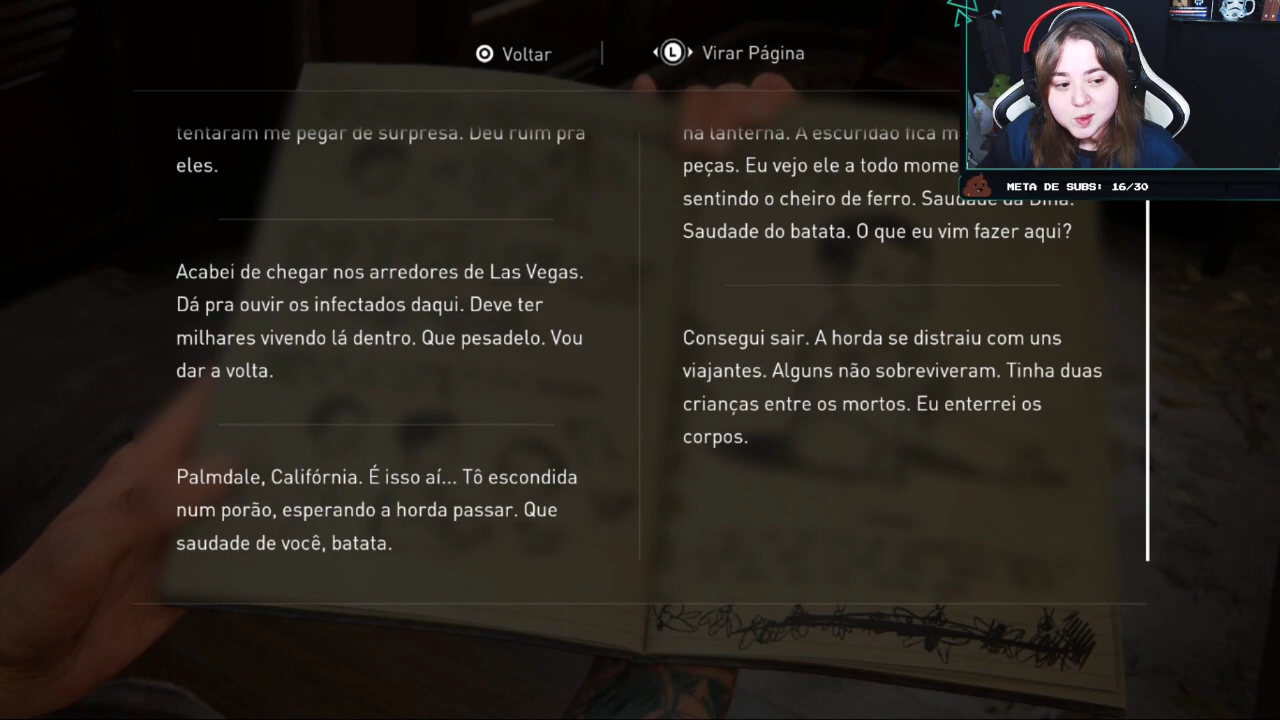 Voltar
Virar Página
tentaram me pegar de surpresa. Deu ruim pra
eles.
Acabei de chegar nos arredores de Las Vegas.
Dá pra ouvir os infectados daqui. Deve ter
milhares vivendo lá dentro. Que pesadelo. Vou
dar a volta.
Palmdale, Califórnia. É isso aí... Tô escondida
num porão, esperando a horda passar. Que
saudade de você, batata.
na lanterna. A escuridão fica
peças. Eu vejo ele a todo
sentindo o cheiro de ferro. Saudade da Dina.
Saudade do batata. O que eu vim fazer aqui?
Consegui sair. A horda se distraiu com uns
viajantes. Alguns não sobreviveram. Tinha duas
crianças entre os mortos. Eu enterrei os
corpos.
META DE SUBS: 16/30